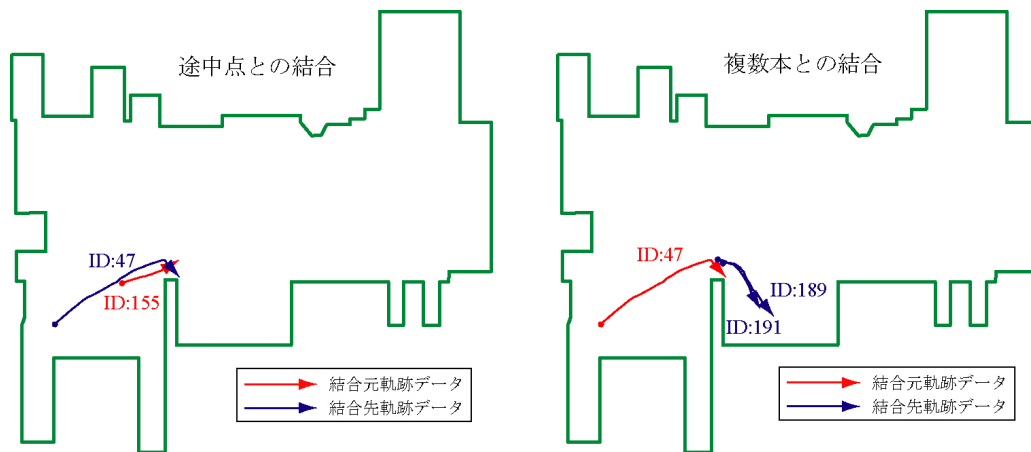 途中点との結合
ID:47
ID:155
結合元軌跡データ
結合先軌跡データ
複数本との結合
ID:47
ID:189
ID:191
結合元軌跡データ
結合先軌跡データ